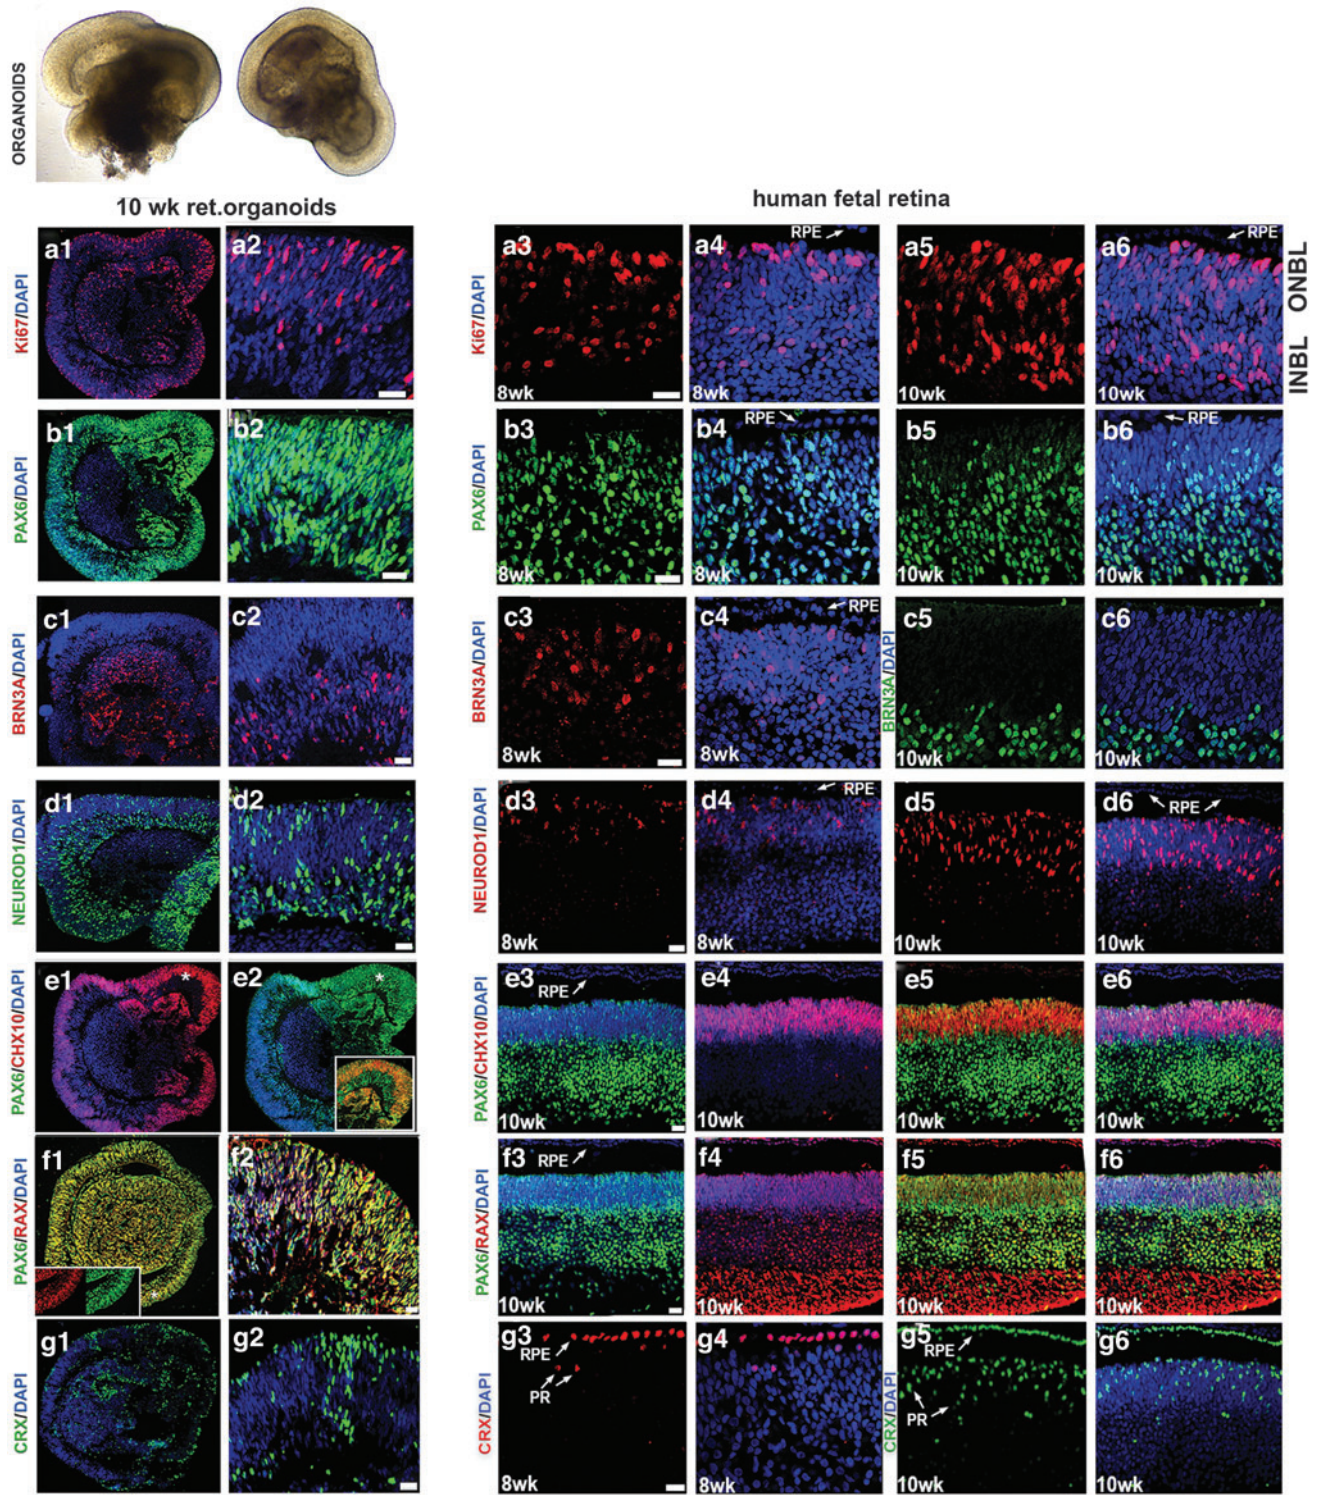 ORGANOIDS
10 wk ret.organoids
human fetal retina
Ki67/DAPI
a1
a2
Ki67/DAPI
a3
8wk
a4
RPE
8wk
a5
10wk
a6
RPE
10wk
INBL ONBL
PAX6/DAPI
b1
b2
PAX6/DAPI
b3
8wk
b4
RPE
8wk
b5
10wk
b6
RPE
10wk
BRN3A/DAPI
c1
c2
BRN3A/DAPI
c3
8wk
c4
RPE
8wk
BRN3A/DAPI
c5
10wk
c6
10wk
NEUROD1/DAPI
d1
d2
NEUROD1/DAPI
d3
8wk
d4
RPE
8wk
d5
10wk
d6
RPE
10wk
PAX6/CHX10/DAPI
e1
*
e2
*
PAX6/CHX10/DAPI
e3
RPE
10wk
e4
10wk
e5
10wk
e6
10wk
PAX6/RAX/DAPI
f1
*
f2
PAX6/RAX/DAPI
f3
RPE
10wk
f4
10wk
f5
10wk
f6
10wk
CRX/DAPI
g1
g2
CRX/DAPI
g3
RPE
PR
8wk
g4
8wk
CRX/DAPI
g5
RPE
PR
10wk
g6
10wk